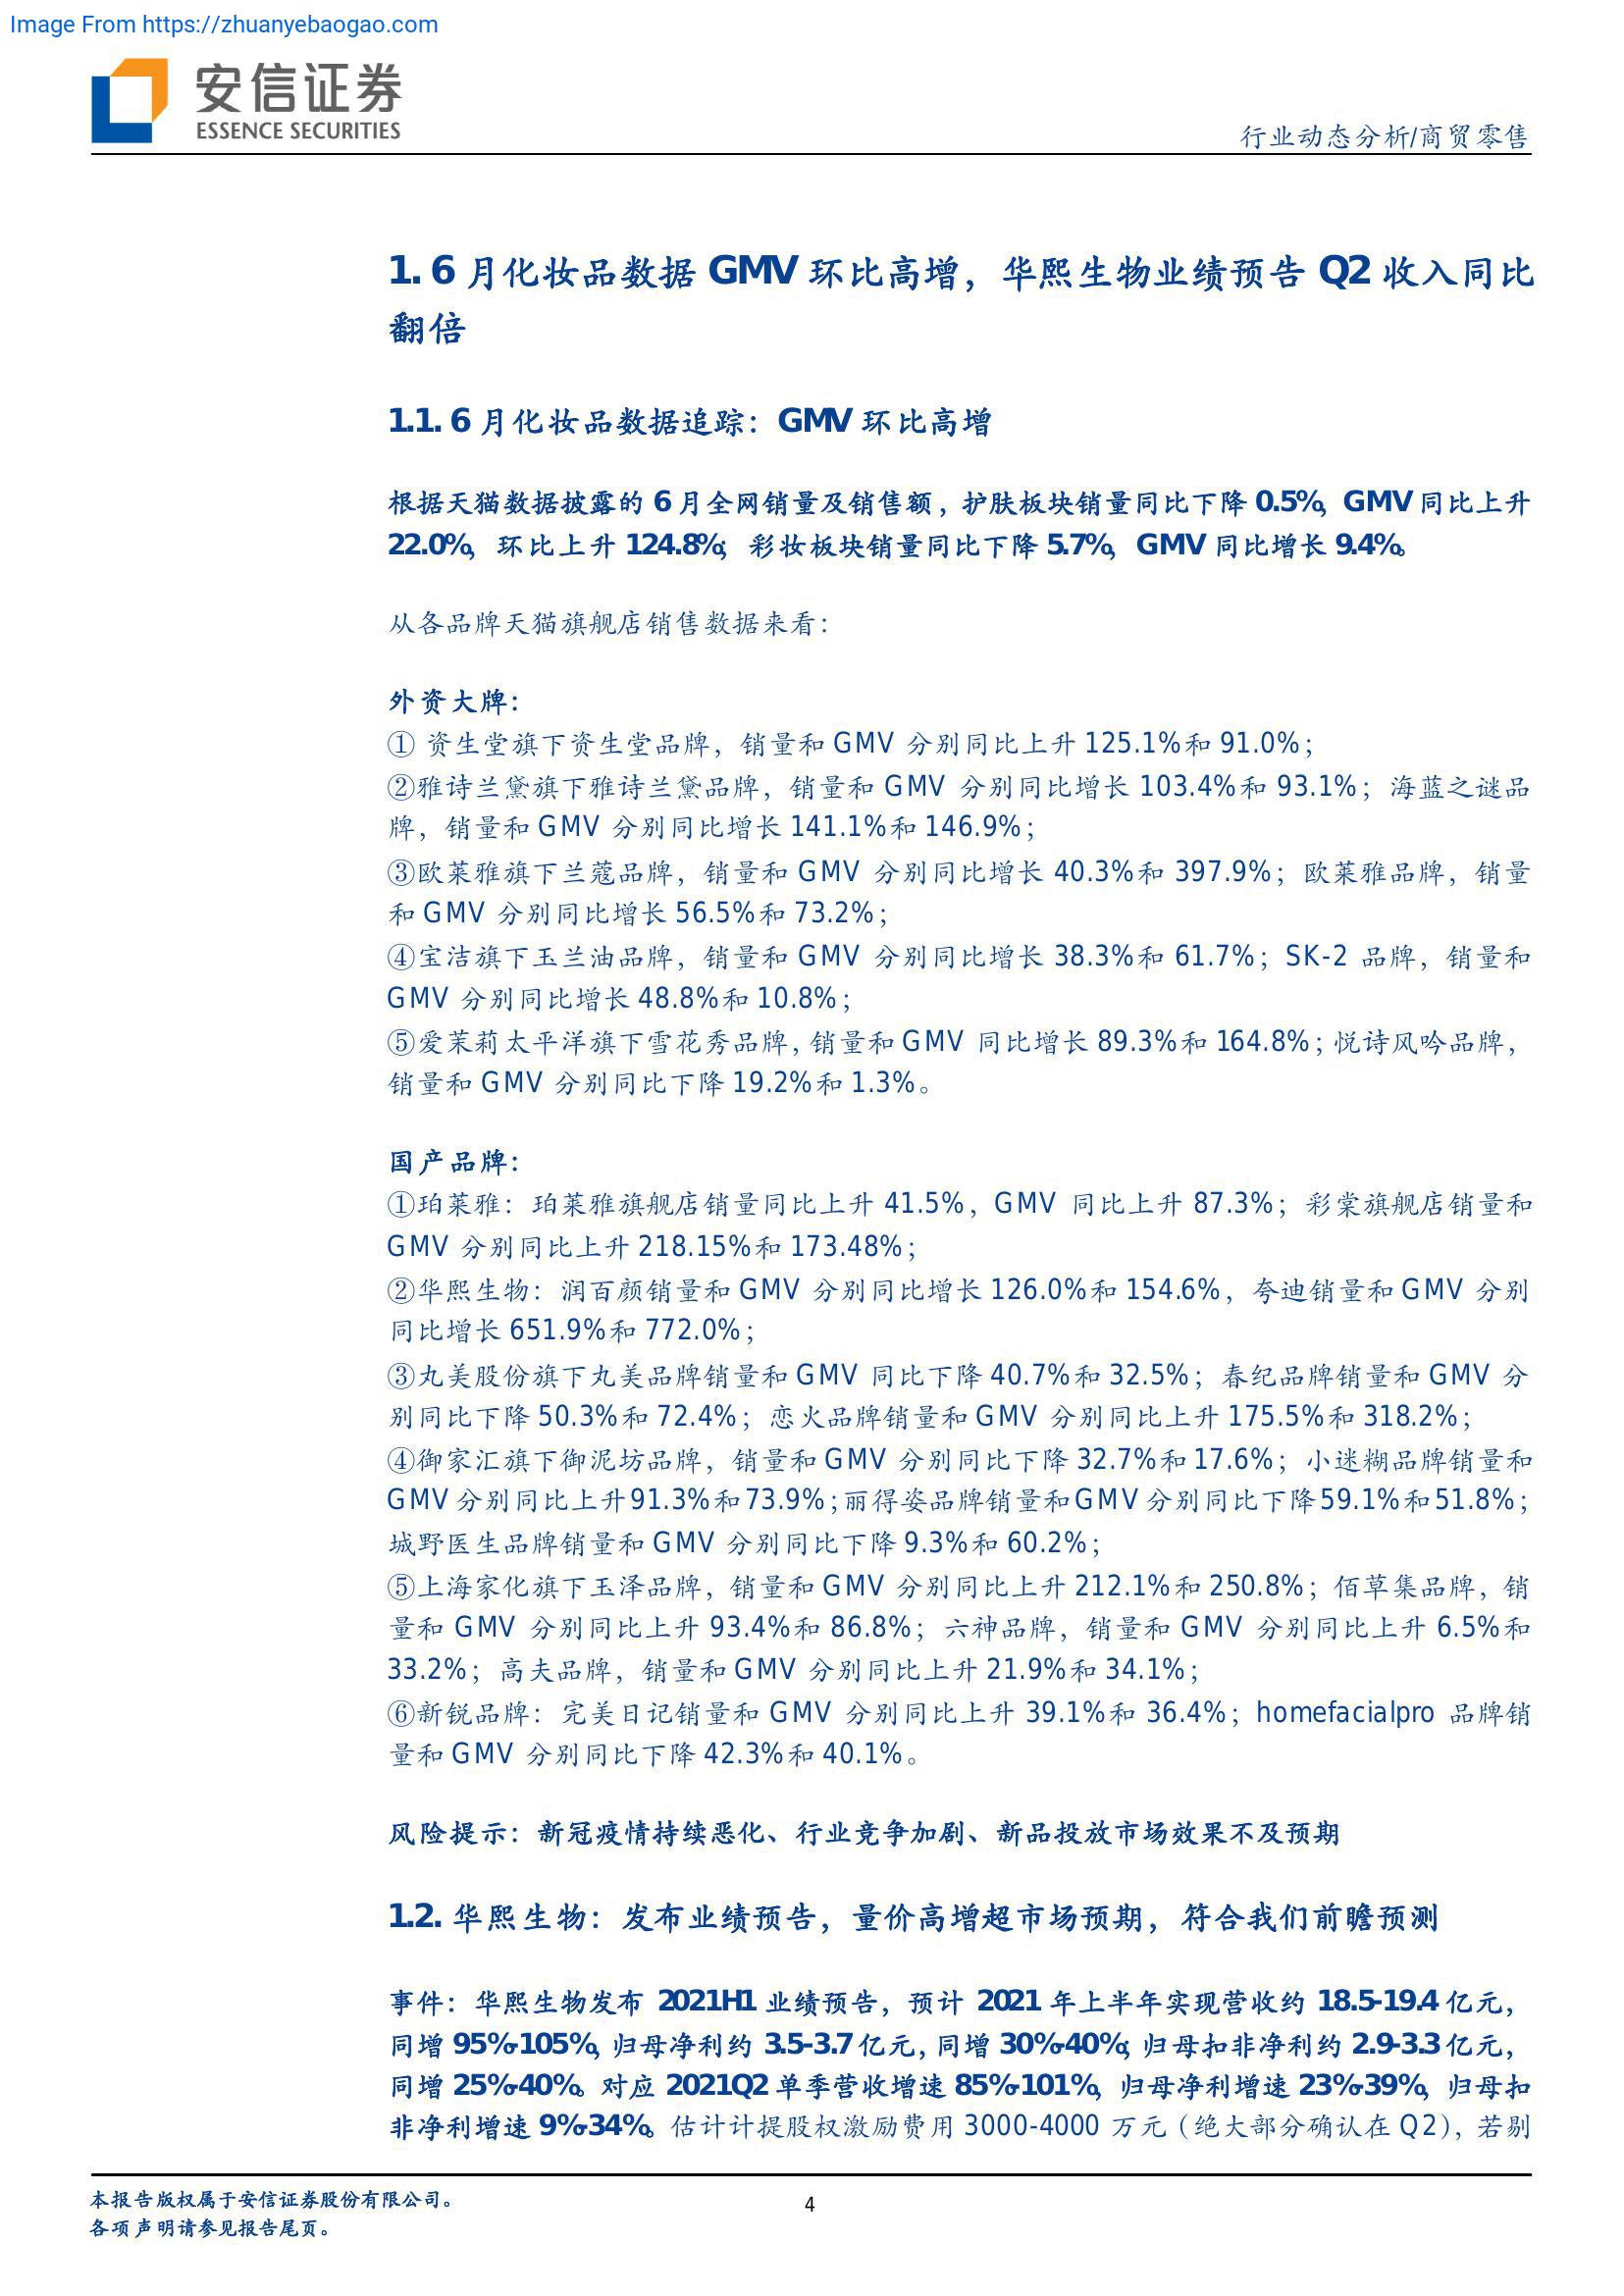 Image From https://zhuanyebaogao.com
安信证券
ESSENCE SECURITIES
行业动态分析/商贸零售
1. 6 月化妆品数据 GMV 环比高增，华熙生物业绩预告 Q2 收入同比
翻倍
1.1. 6 月化妆品数据追踪：GMV 环比高增
根据天猫数据披露的 6 月全网销量及销售额，护肤板块销量同比下降 0.5%，GMV 同比上升
22.0%，环比上升 124.8%；彩妆板块销量同比下降 5.7%，GMV 同比增长 9.4%。
从各品牌天猫旗舰店销售数据来看：
外资大牌：
① 资生堂旗下资生堂品牌，销量和 GMV 分别同比上升 125.1%和 91.0%；
②雅诗兰黛旗下雅诗兰黛品牌，销量和 GMV 分别同比增长 103.4%和 93.1%；海蓝之谜品
牌，销量和 GMV 分别同比增长 141.1%和 146.9%；
③欧莱雅旗下兰蔻品牌，销量和 GMV 分别同比增长 40.3%和 397.9%；欧莱雅品牌，销量
和 GMV 分别同比增长 56.5%和 73.2%；
④宝洁旗下玉兰油品牌，销量和 GMV 分别同比增长 38.3%和 61.7%；SK-2 品牌，销量和
GMV 分别同比增长 48.8%和 10.8%；
⑤爱茉莉太平洋旗下雪花秀品牌，销量和 GMV 同比增长 89.3%和 164.8%；悦诗风吟品牌，
销量和 GMV 分别同比下降 19.2%和 1.3%。
国产品牌：
①珀莱雅：珀莱雅旗舰店销量同比上升 41.5%，GMV 同比上升 87.3%；彩棠旗舰店销量和
GMV 分别同比上升 218.15%和 173.48%；
②华熙生物：润百颜销量和 GMV 分别同比增长 126.0%和 154.6%，夸迪销量和 GMV 分别
同比增长 651.9%和 772.0%；
③丸美股份旗下丸美品牌销量和 GMV 同比下降 40.7%和 32.5%；春纪品牌销量和 GMV 分
别同比下降 50.3%和 72.4%；恋火品牌销量和 GMV 分别同比上升 175.5%和 318.2%；
④御家汇旗下御泥坊品牌，销量和 GMV 分别同比下降 32.7%和 17.6%；小迷糊品牌销量和
GMV 分别同比上升 91.3%和 73.9%；丽得姿品牌销量和 GMV 分别同比下降 59.1%和 51.8%；
城野医生品牌销量和 GMV 分别同比下降 9.3%和 60.2%；
⑤上海家化旗下玉泽品牌，销量和 GMV 分别同比上升 212.1%和 250.8%；佰草集品牌，销
量和 GMV 分别同比上升 93.4%和 86.8%；六神品牌，销量和 GMV 分别同比上升 6.5%和
33.2%；高夫品牌，销量和 GMV 分别同比上升 21.9%和 34.1%；
⑥新锐品牌：完美日记销量和 GMV 分别同比上升 39.1%和 36.4%；homefacialpro 品牌销
量和 GMV 分别同比下降 42.3%和 40.1%。
风险提示：新冠疫情持续恶化、行业竞争加剧、新品投放市场效果不及预期
1.2. 华熙生物：发布业绩预告，量价高增超市场预期，符合我们前瞻预测
事件：华熙生物发布 2021H1 业绩预告，预计 2021 年上半年实现营收约 18.5-19.4 亿元，
同增 95%-105%，归母净利约 3.5-3.7 亿元，同增 30%-40%；归母扣非净利约 2.9-3.3 亿元，
同增 25%-40%。对应 2021Q2 单季营收增速 85%-101%，归母净利增速 23%-39%，归母扣
非净利增速 9%-34%。估计计提股权激励费用 3000-4000 万元（绝大部分确认在 Q2），若剔
本报告版权属于安信证券股份有限公司。
各项声明请参见报告尾页。
4